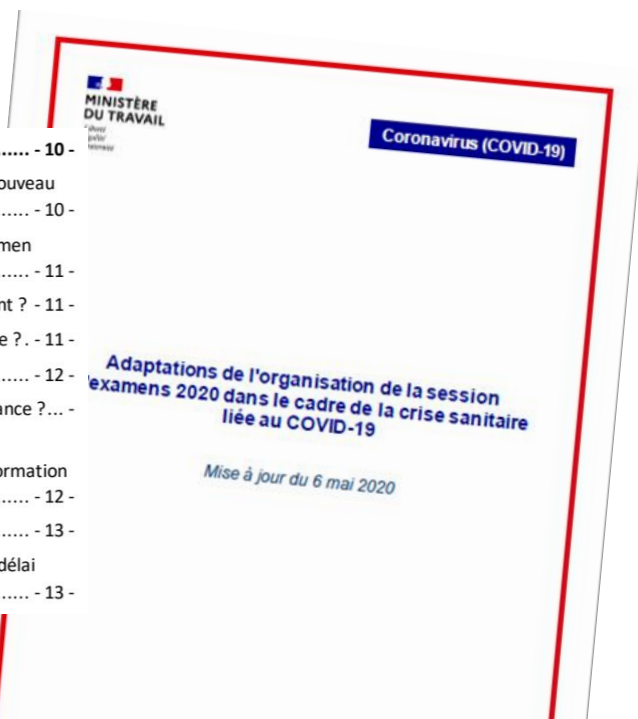 MINISTÈRE
DU TRAVAIL
Coronavirus (COVID-19)
Adaptations de l'organisation de la session
examens 2020 dans le cadre de la crise sanitaire
liée au COVID-19
Mise à jour du 6 mai 2020
...... - 10 -
ouveau
..... - 10 -
men
...... - 11 -
nt ? - 11 -
e ?. - 11 -
...... - 12 -
ance ?... -
ormation
...... - 12 -
...... - 13 -
délai
...... - 13 -